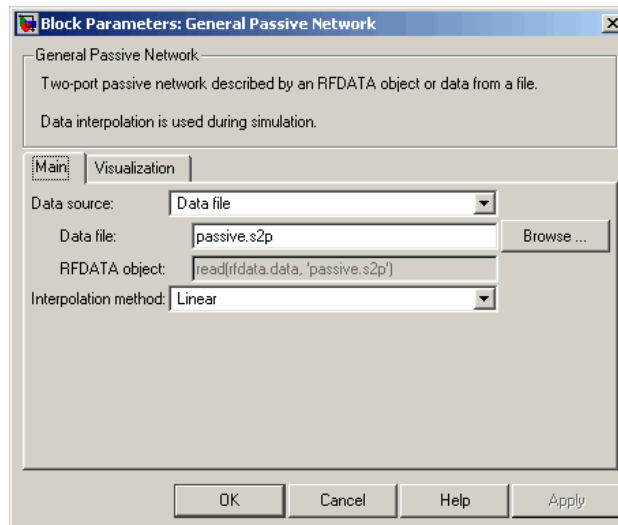 Block Parameters: General Passive Network
General Passive Network
Two-port passive network described by an RFDATA object or data from a file.
Data interpolation is used during simulation.
Main Visualization
Data source: Data file
Data file: passive.s2p Browse ...
RFDATA object: read(rfdata.data, 'passive.s2p')
Interpolation method: Linear
OK Cancel Help Apply